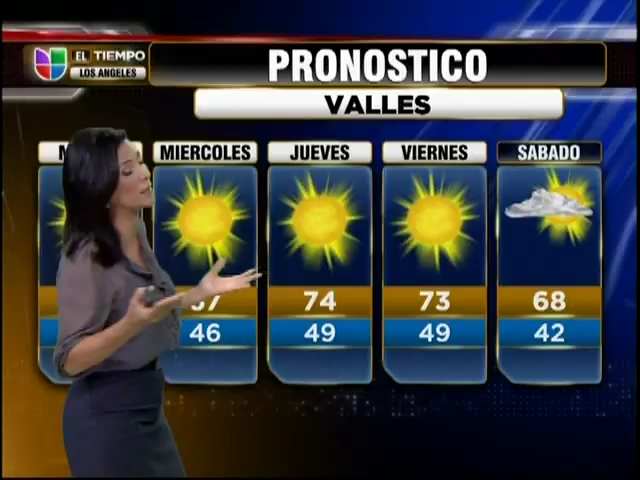 EL TIEMPO
LOS ANGELES
PRONOSTICO
VALLES
MIERCOLES
JUEVES
VIERNES
SABADO
74
73
68
46
49
49
42